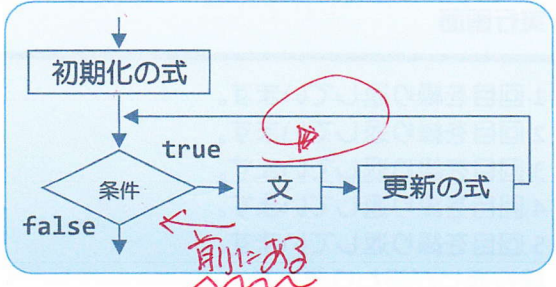 初期化の式
true
条件
文
更新の式
false
前にある